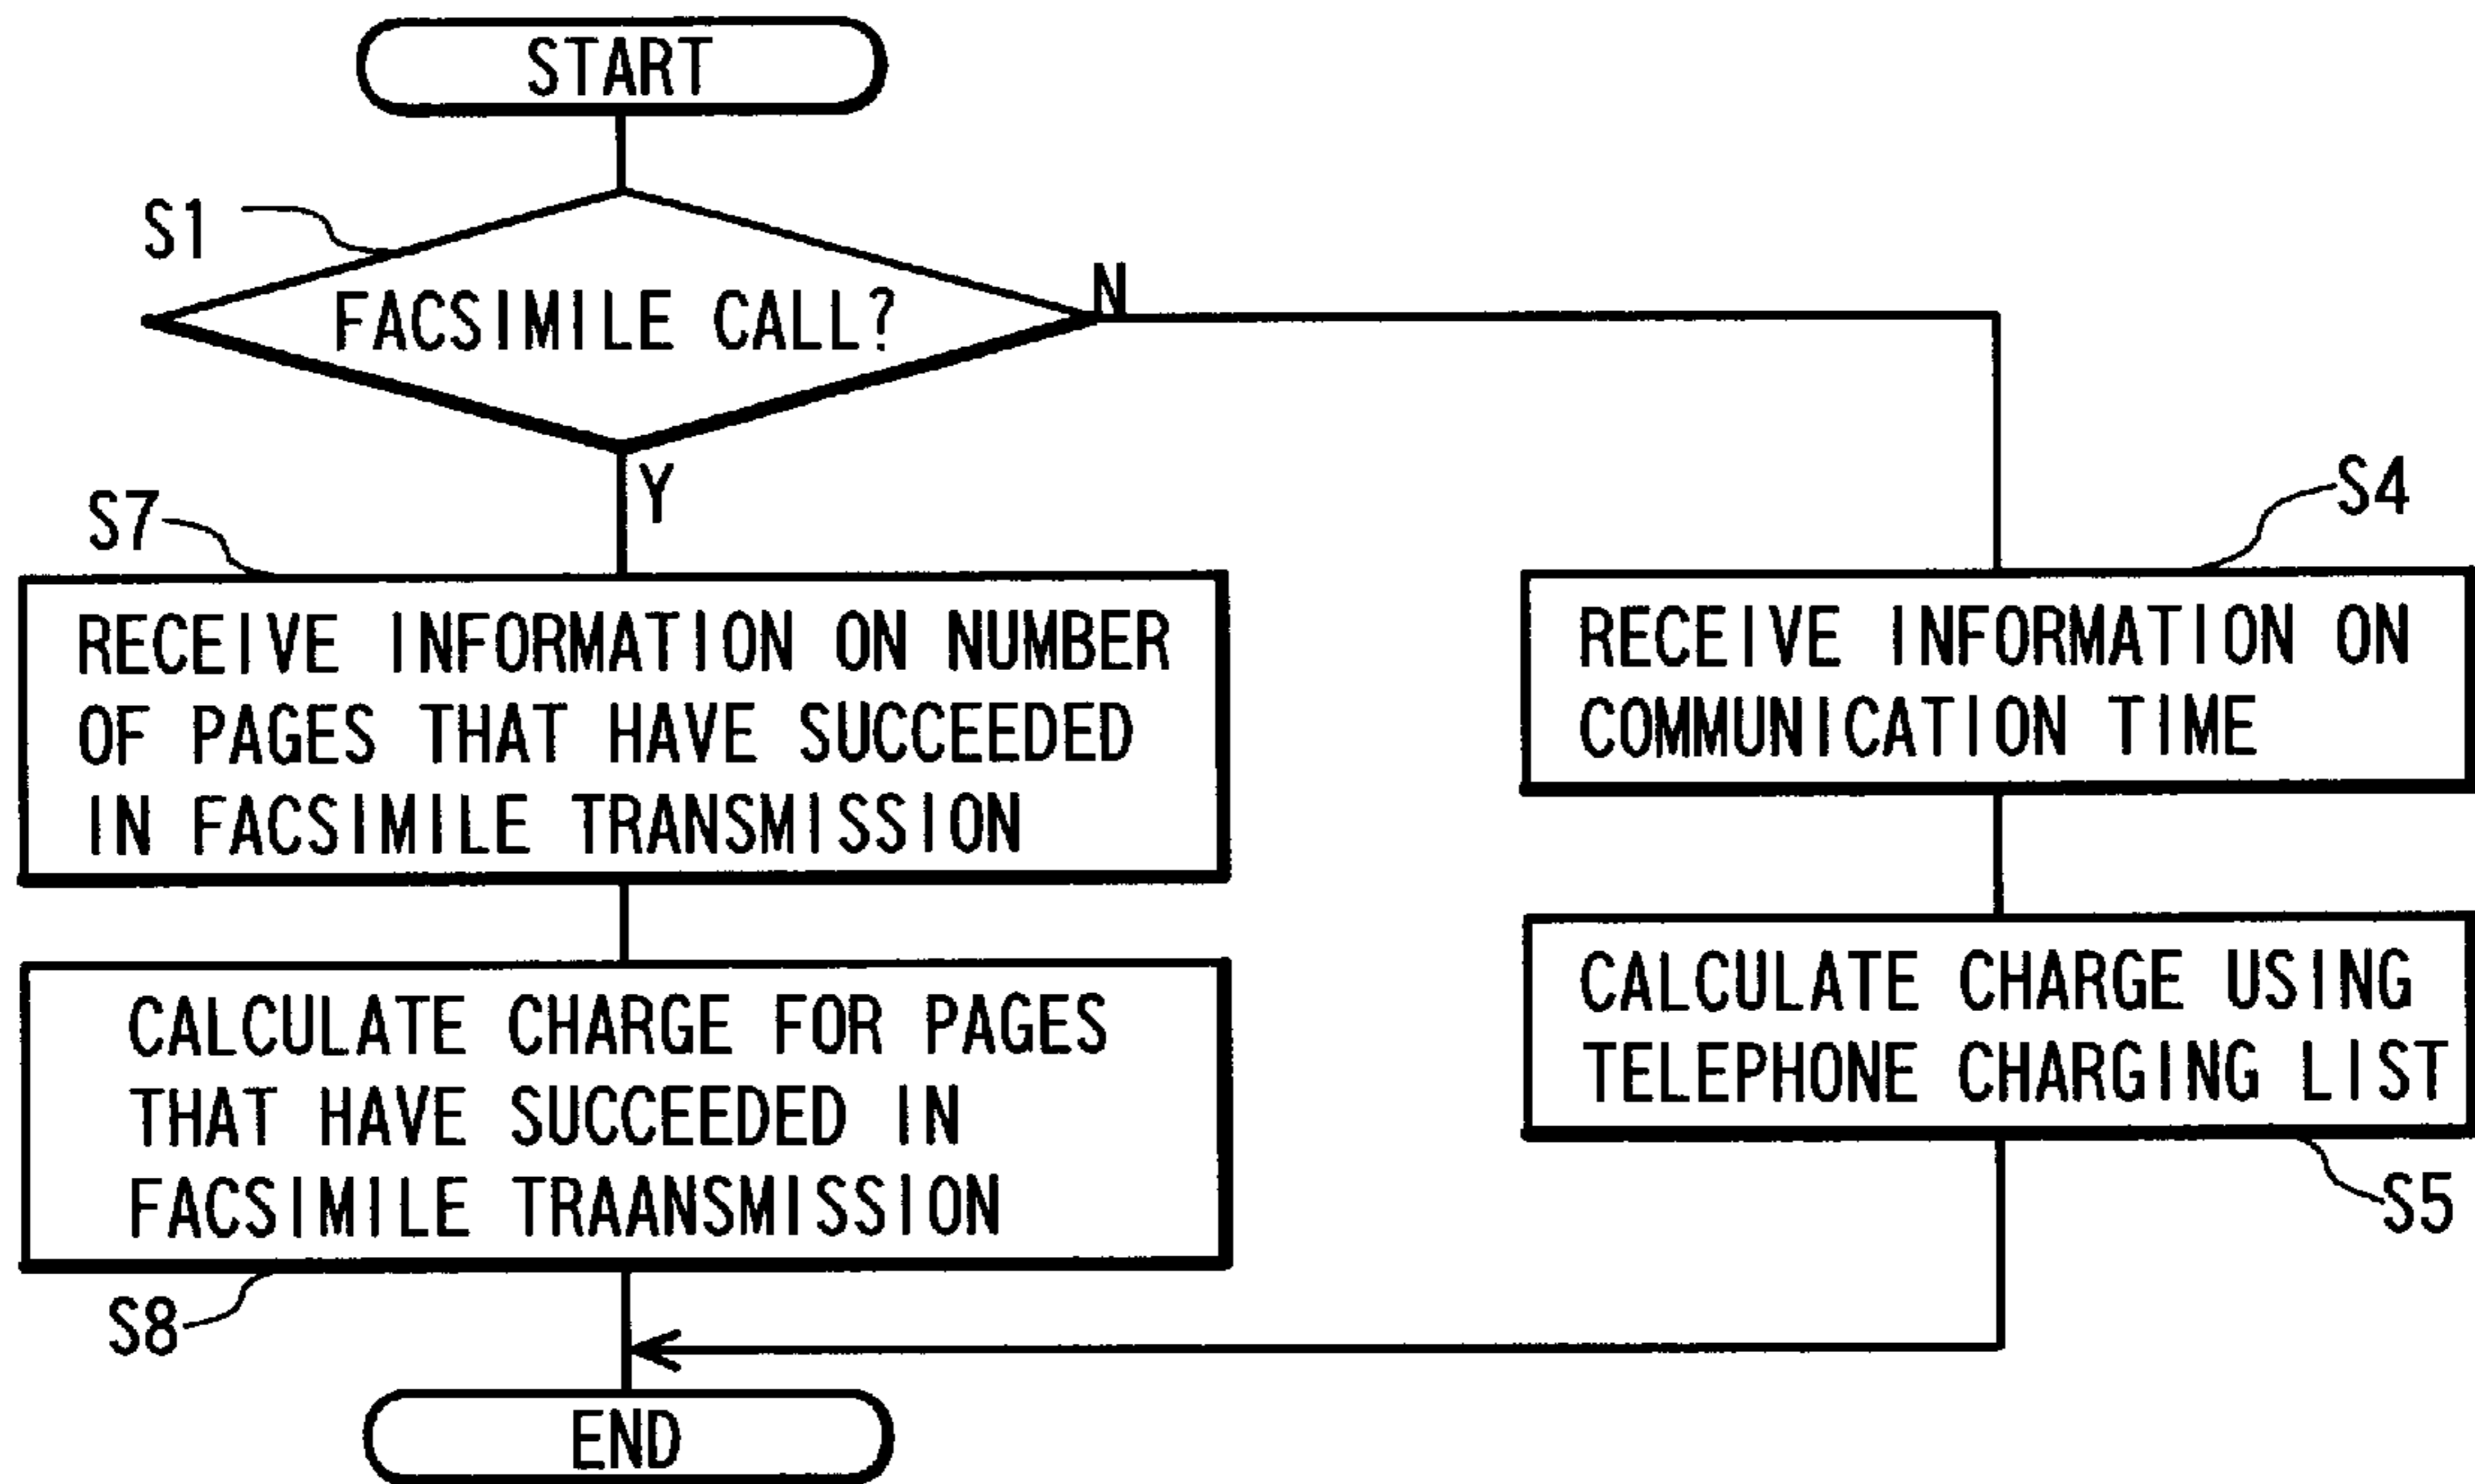 START
S1
FACSIMILE CALL?
N
Y
S7
RECEIVE INFORMATION ON NUMBER
OF PAGES THAT HAVE SUCCEEDED
IN FACSIMILE TRANSMISSION
S4
RECEIVE INFORMATION ON
COMMUNICATION TIME
CALCULATE CHARGE FOR PAGES
THAT HAVE SUCCEEDED IN
FACSIMILE TRAANSMISSION
S8
CALCULATE CHARGE USING
TELEPHONE CHARGING LIST
S5
END